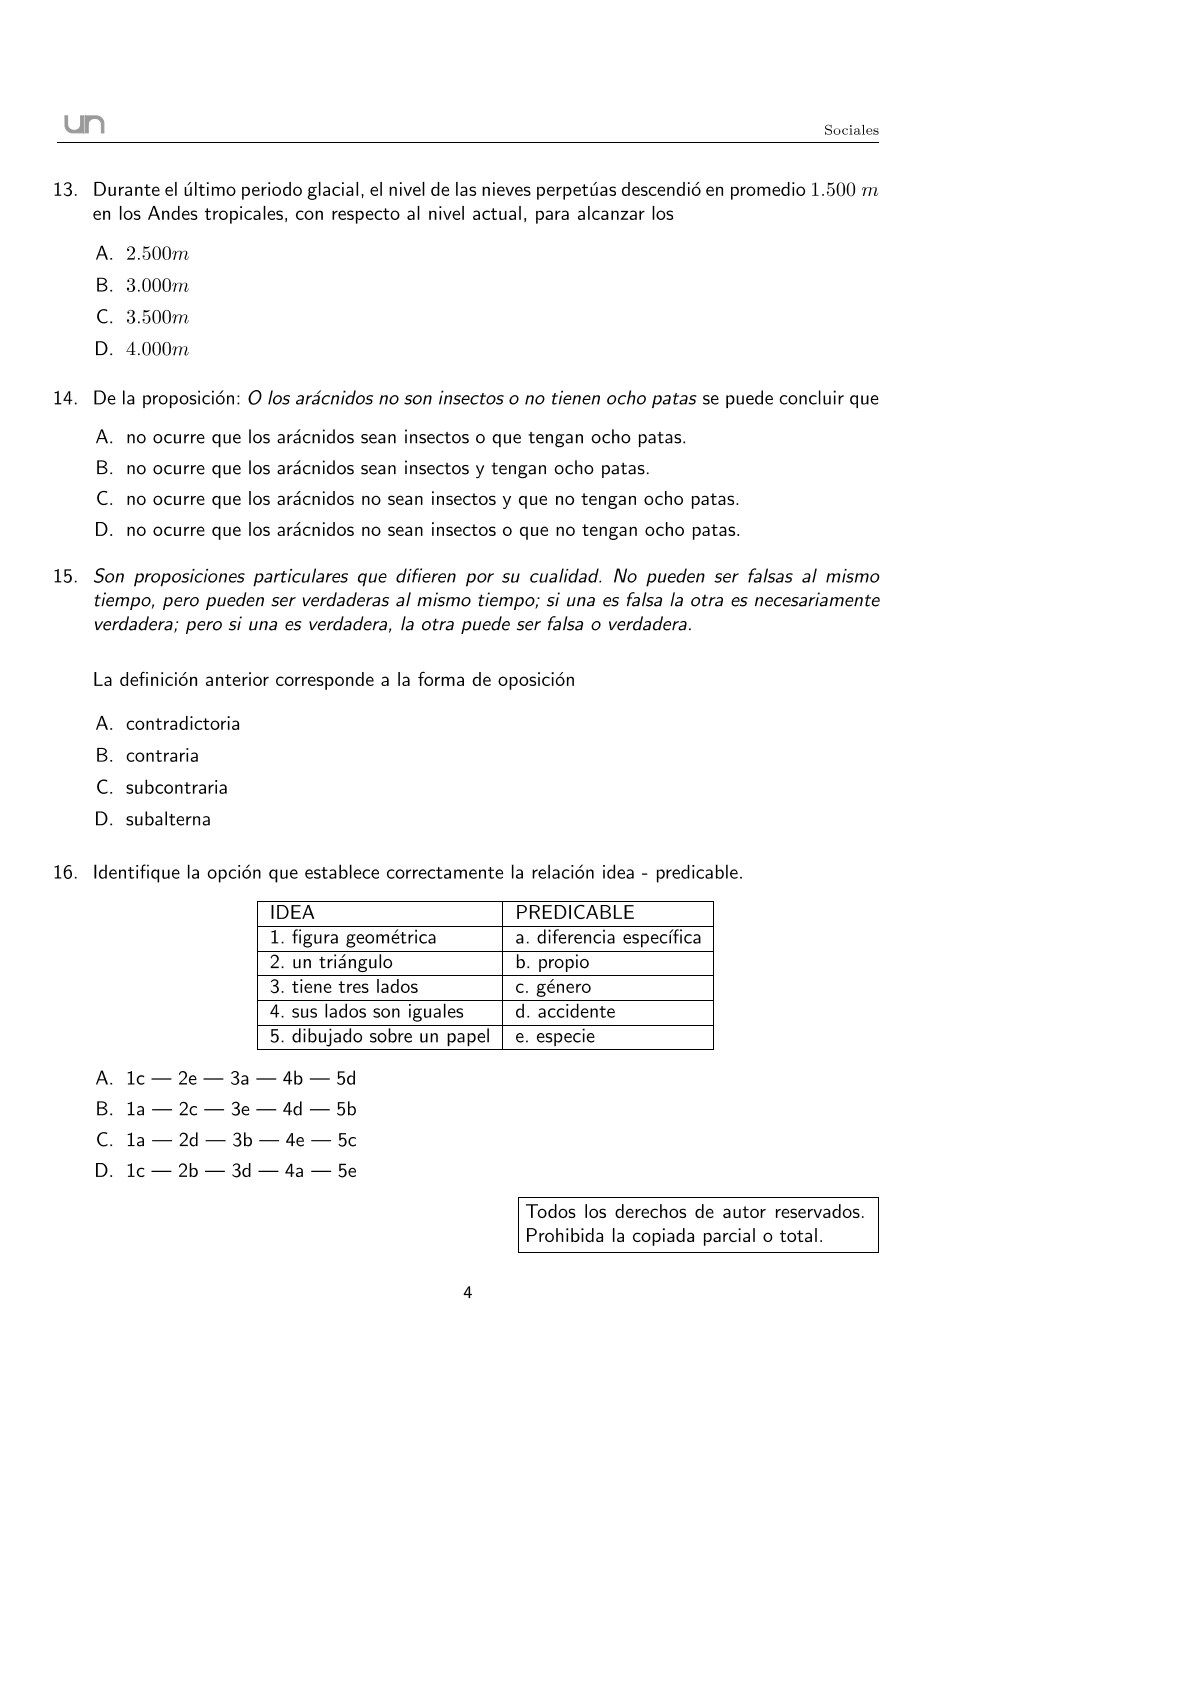 un
Sociales
13. Durante el último periodo glacial, el nivel de las nieves perpetúas descendió en promedio 1.500 m
en los Andes tropicales, con respecto al nivel actual, para alcanzar los
A. 2.500m
B. 3.000m
C. 3.500m
D. 4.000m
14. De la proposición: O los arácnidos no son insectos o no tienen ocho patas se puede concluir que
A. no ocurre que los arácnidos sean insectos o que tengan ocho patas.
B. no ocurre que los arácnidos sean insectos y tengan ocho patas.
C. no ocurre que los arácnidos no sean insectos y que no tengan ocho patas.
D. no ocurre que los arácnidos no sean insectos o que no tengan ocho patas.
15. Son proposiciones particulares que difieren por su cualidad. No pueden ser falsas al mismo
tiempo, pero pueden ser verdaderas al mismo tiempo; si una es falsa la otra es necesariamente
verdadera; pero si una es verdadera, la otra puede ser falsa o verdadera.
La definición anterior corresponde a la forma de oposición
A. contradictoria
B. contraria
C. subcontraria
D. subalterna
16. Identifique la opción que establece correctamente la relación idea - predicable.
IDEA PREDICABLE
1. figura geométrica a. diferencia específica
2. un triángulo b. propio
3. tiene tres lados c. género
4. sus lados son iguales d. accidente
5. dibujado sobre un papel e. especie
A. 1c — 2e — 3a — 4b — 5d
B. 1a — 2c — 3e — 4d — 5b
C. 1a — 2d — 3b — 4e — 5c
D. 1c — 2b — 3d — 4a — 5e
Todos los derechos de autor reservados.
Prohibida la copiada parcial o total.
4